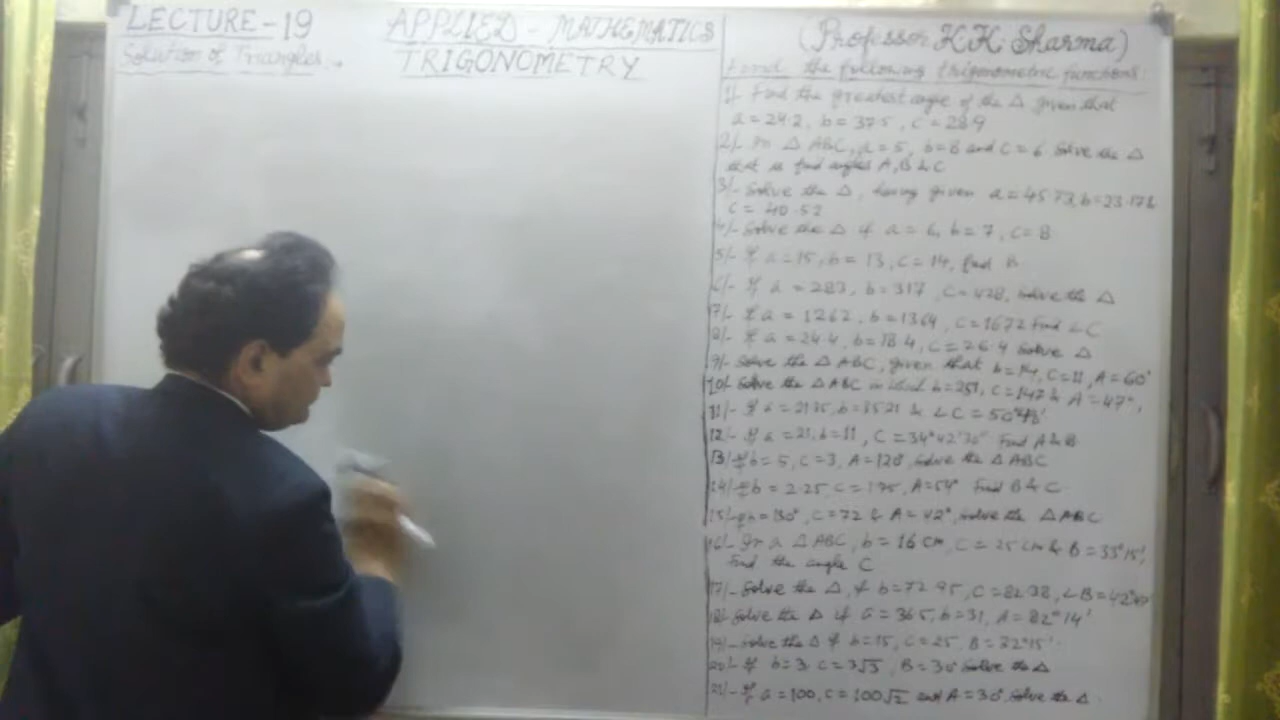 LECTURE-19
Solution of Triangles.
APPLIED - MATHEMATICS
TRIGONOMETRY
(Professor K.K. Sharma)
the following trigonometric functions:
1/- Find the greatest angle of the Δ given that
a = 24.2, b = 37.5, c = 28.9
2/- In Δ ABC, a = 5, b = 8 and c = 6 Solve the Δ
that is find angles A, B & C
3/- Solve the Δ, having given a = 45.73, b = 23.17 &
c = 40.52
4/- Solve the Δ if a = 6, b = 7, c = 8
5/- If a = 15, b = 13, c = 14, find B
6/- If a = 283, b = 317, c = 428, solve the Δ
7/- If a = 1262, b = 1364, c = 1672 Find ∠C
8/- If a = 24.4, b = 18.4, c = 26.4 Solve Δ
9/- Solve the Δ ABC, given that b = 14, c = 11, A = 60°
10/- Solve the Δ ABC in which b = 251, c = 147 & A = 47°,
11/- If a = 2135, b = 3521 & ∠C = 50°48'
12/- If a = 21, b = 11, C = 34°42'30" Find A & B
13/- If b = 5, c = 3, A = 120°, solve the Δ ABC
14/- If b = 2.25, c = 1.75, A = 54° Find B & C
15/- = 130°, c = 72 & A = 42°, solve the Δ ABC
16/- In a Δ ABC, b = 16 cm, c = 25 cm & B = 33°15',
Find the angle C
17/- Solve the Δ, if b = 72.95, c = 82.38, ∠B = 42°47'
18/- Solve the Δ if a = 36.5, b = 31, A = 82°14'
19/- Solve the Δ if b = 15, c = 25, B = 32°15'
20/- If b = 3, c = 3√3, B = 30° Solve the Δ
21/- If a = 100, c = 100√2 and A = 30°, Solve the Δ